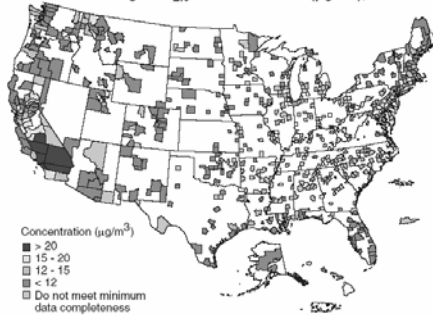 Concentration (µg/m³)
> 20
15 - 20
12 - 15
< 12
Do not meet minimum
data completeness